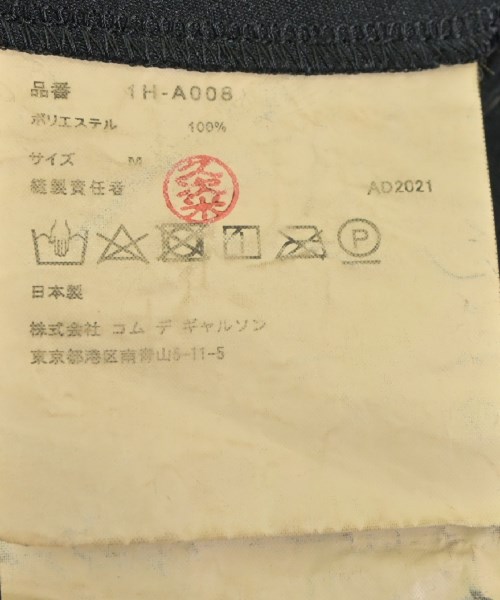 品番 1H-A008
ポリエステル 100%
サイズ M
縫製責任者 AD2021
P
日本製
株式会社 コム デ ギャルソン
東京都港区南青山5-11-5